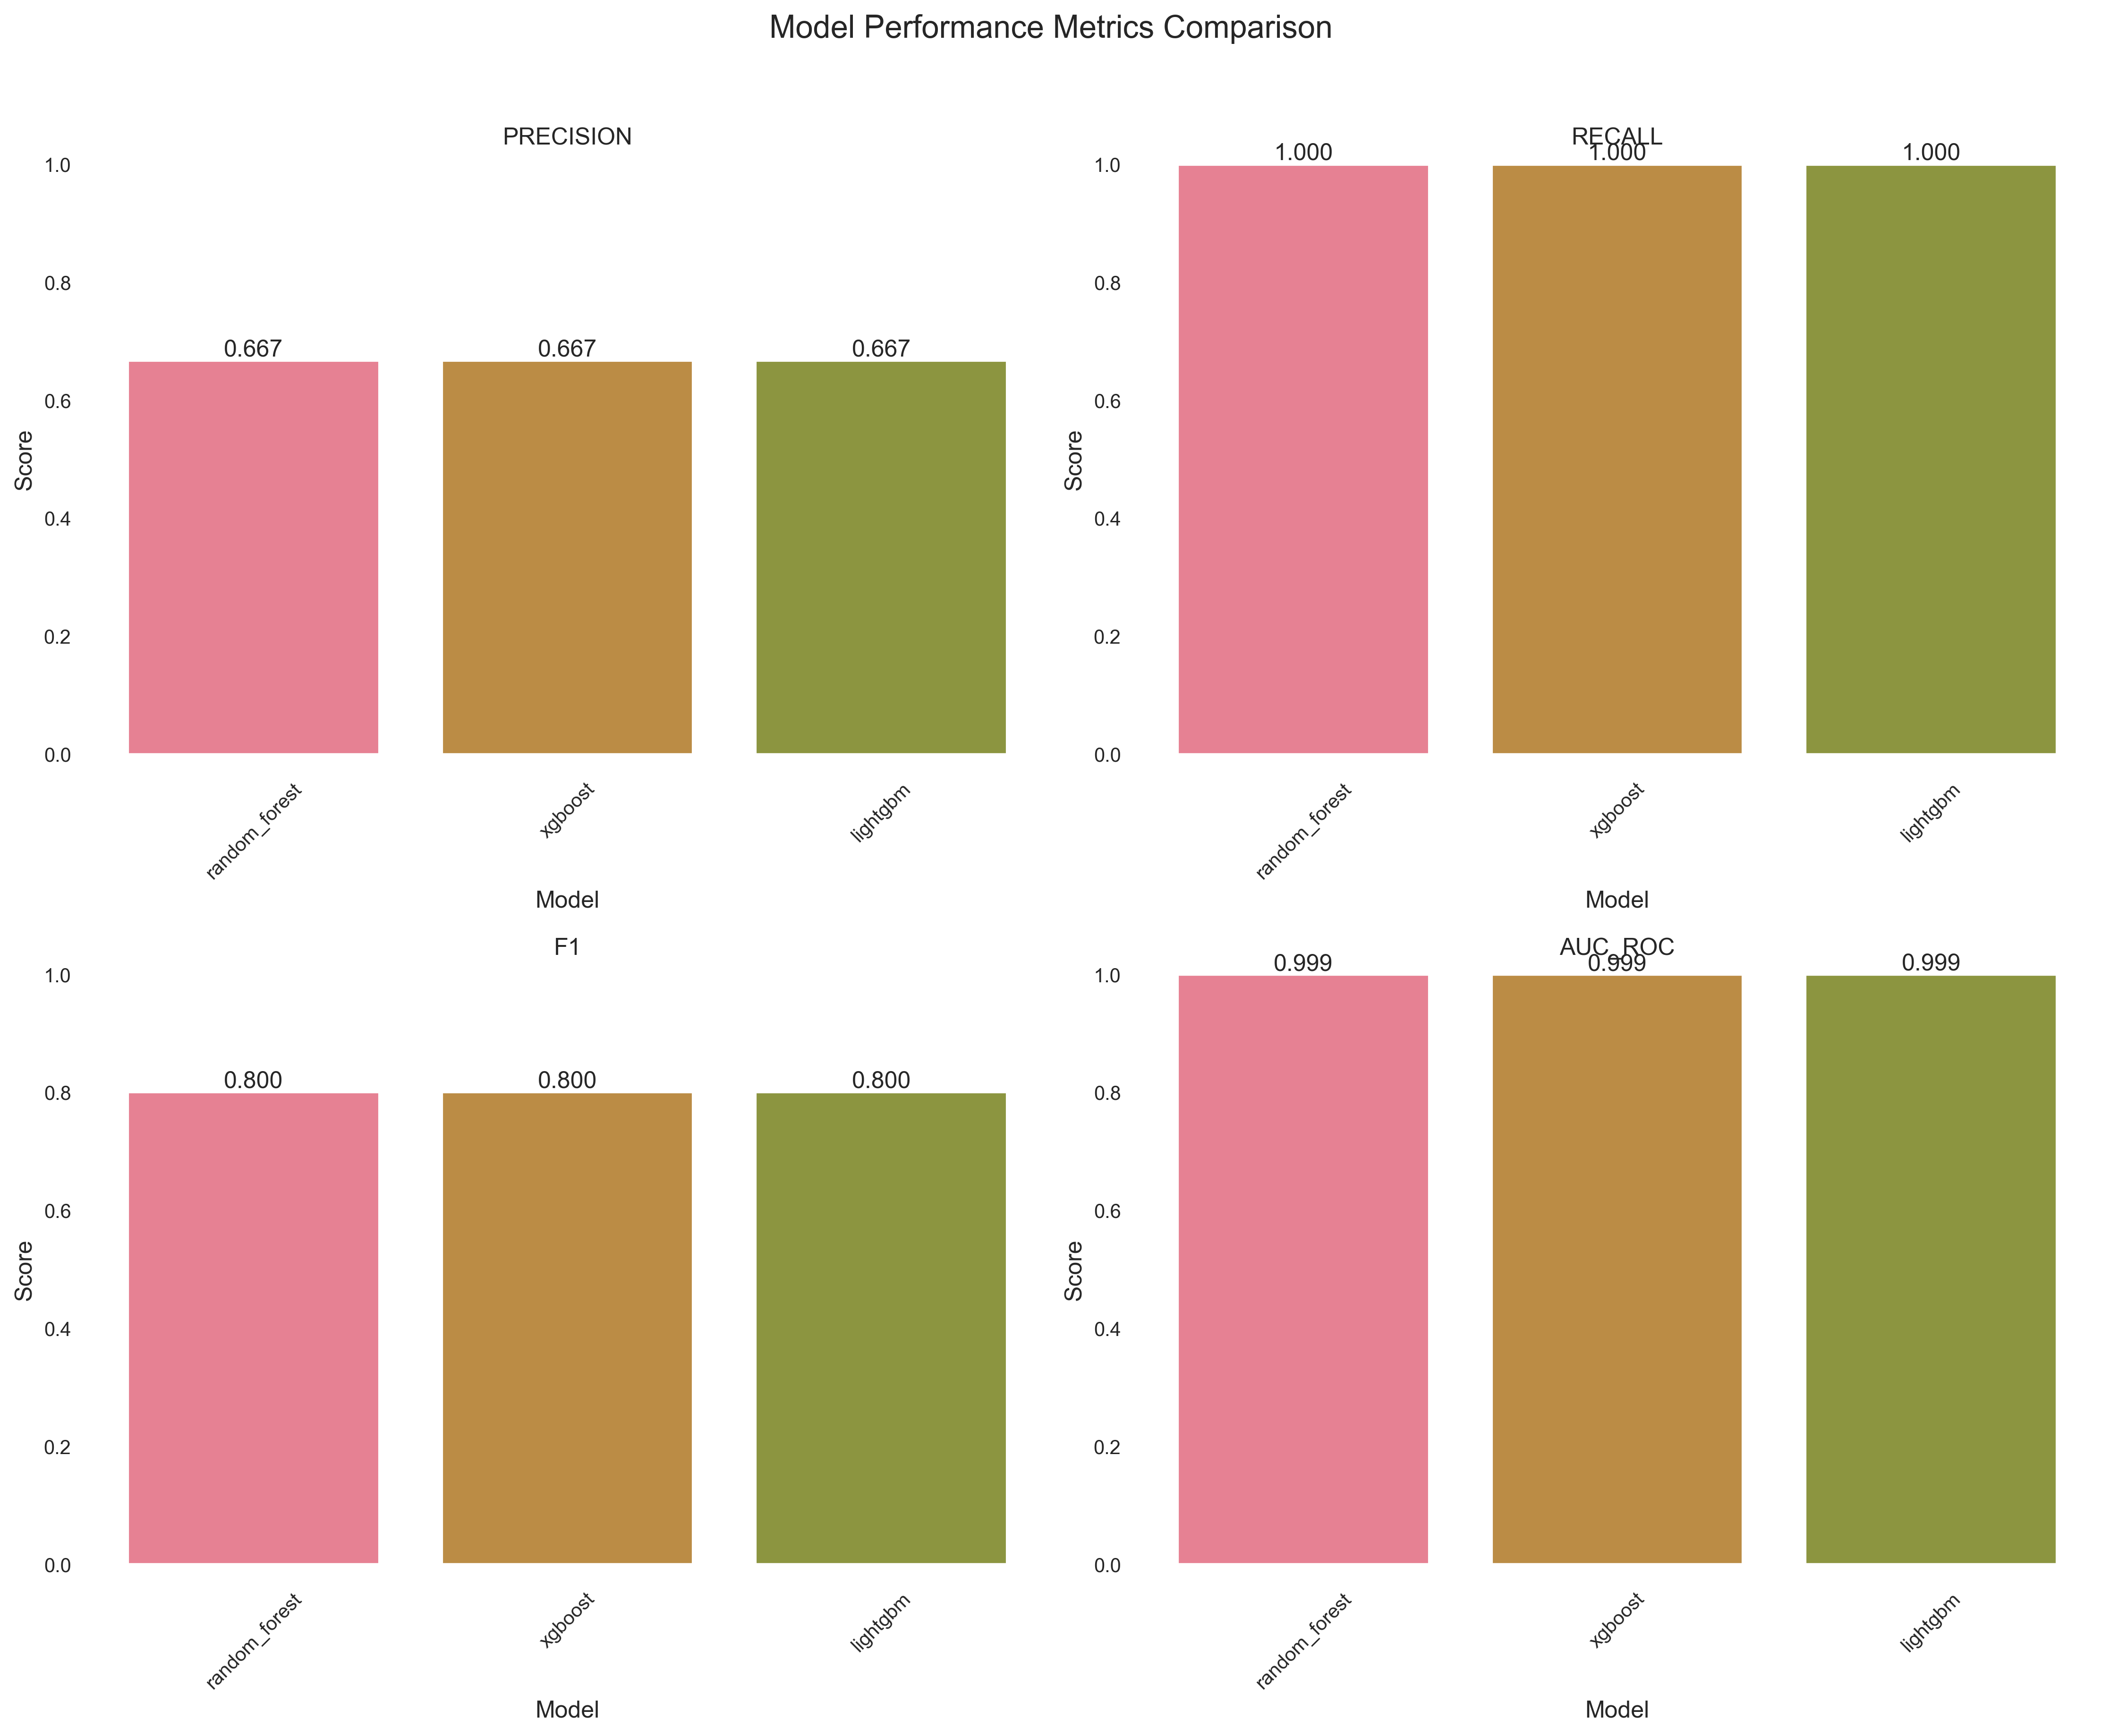 Model Performance Metrics Comparison
PRECISION
1.0
0.8
0.6
0.4
0.2
0.0
Score
0.667
0.667
0.667
random_forest
xgboost
lightgbm
Model
RECALL
1.0
0.8
0.6
0.4
0.2
0.0
Score
1.000
1.000
1.000
random_forest
xgboost
lightgbm
Model
F1
1.0
0.8
0.6
0.4
0.2
0.0
Score
0.800
0.800
0.800
random_forest
xgboost
lightgbm
Model
AUC_ROC
1.0
0.8
0.6
0.4
0.2
0.0
Score
0.999
0.999
0.999
random_forest
xgboost
lightgbm
Model